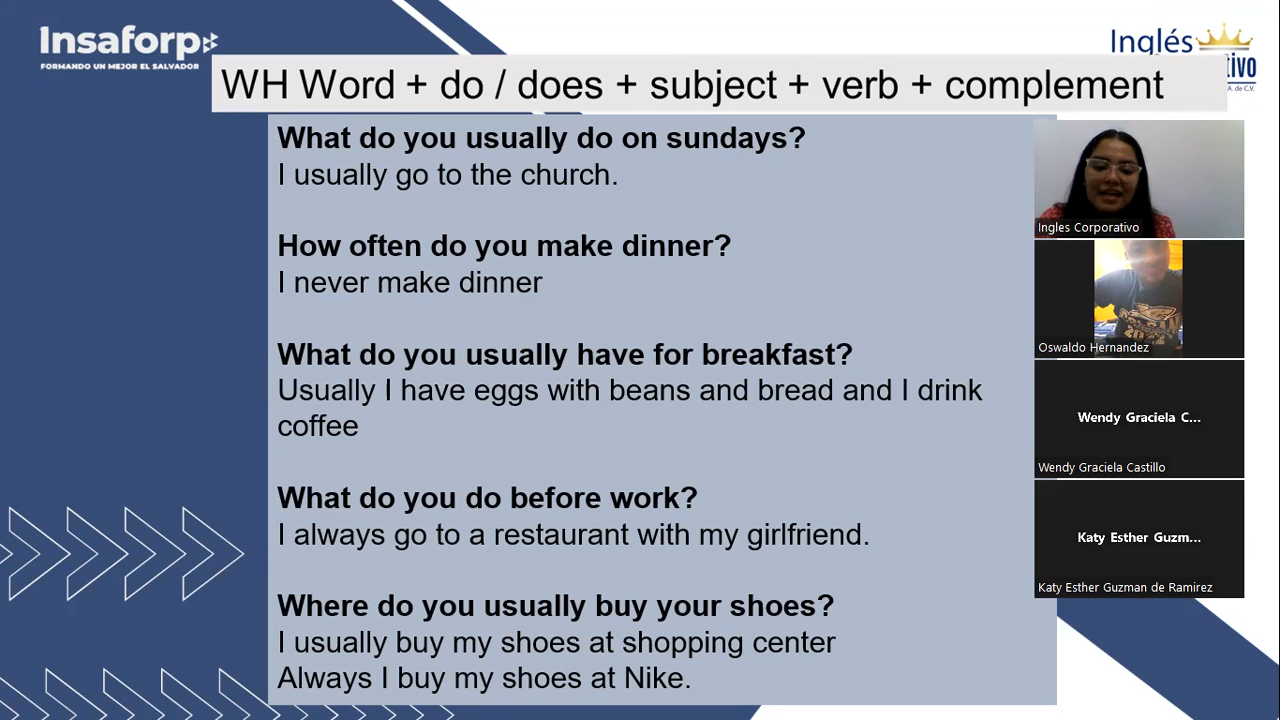 Insaforp
FORMANDO UN MEJOR EL SALVADOR
Inglés
tivo
A. de C.V.
WH Word + do / does + subject + verb + complement
What do you usually do on sundays?
I usually go to the church.
How often do you make dinner?
I never make dinner
What do you usually have for breakfast?
Usually I have eggs with beans and bread and I drink
coffee
What do you do before work?
I always go to a restaurant with my girlfriend.
Where do you usually buy your shoes?
I usually buy my shoes at shopping center
Always I buy my shoes at Nike.
Ingles Corporativo
2022
Oswaldo Hernandez
Wendy Graciela C...
Wendy Graciela Castillo
Katy Esther Guzm...
Katy Esther Guzman de Ramirez